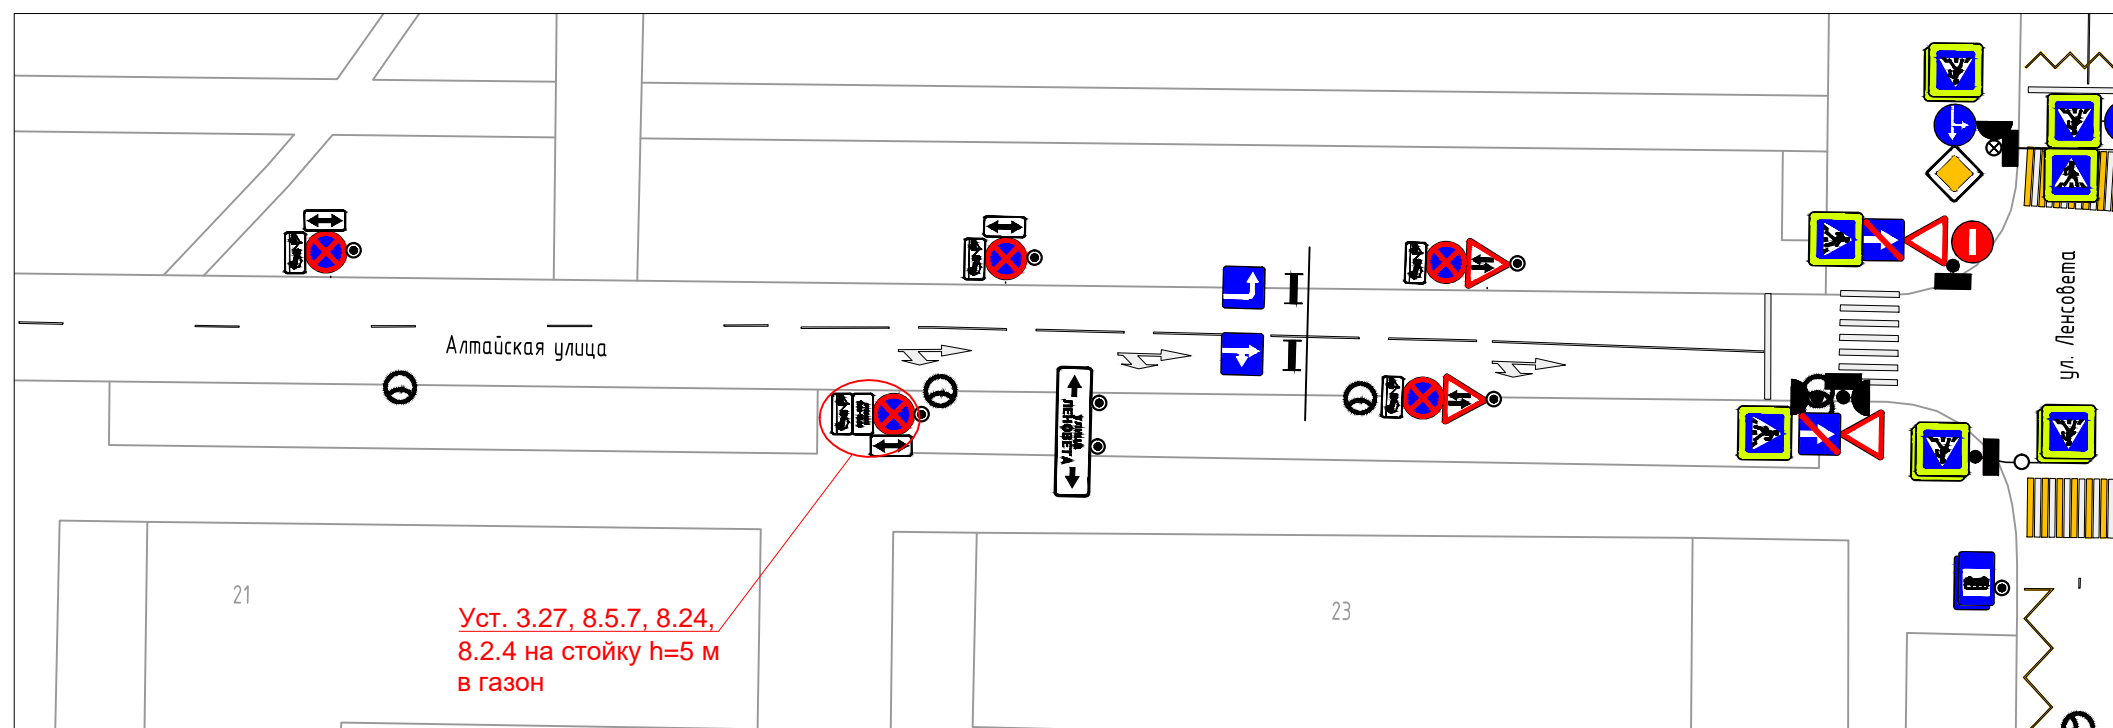 Алтайская улица
ул. Ленсовета
улица
ЛЕНСОВЕТА
21
23
Уст. 3.27, 8.5.7, 8.24,
8.2.4 на стойку h=5 м
в газон